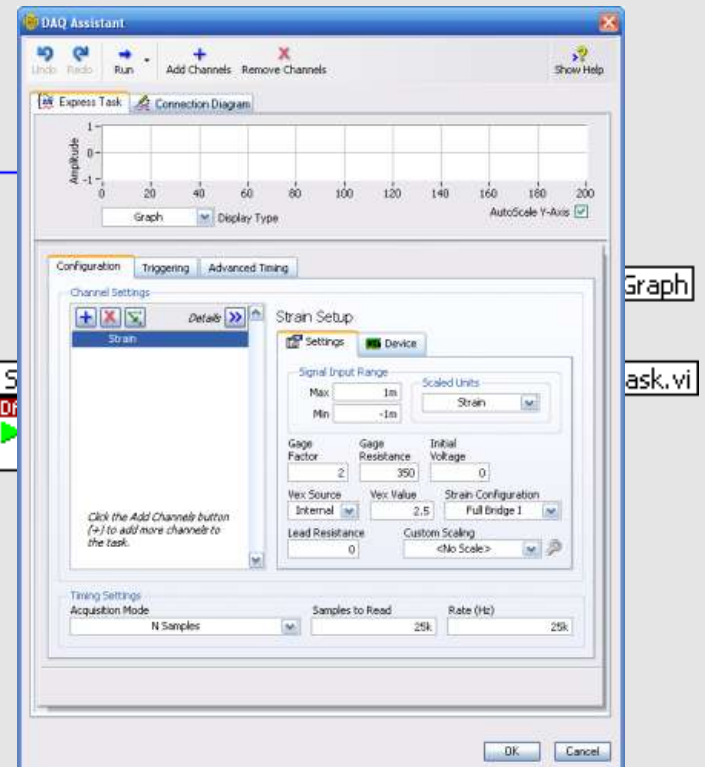 DAQ Assistant
Undo Redo Run Add Channels Remove Channels Show Help
Express Task Connection Diagram
Amplitude
1
0
-1
0 20 40 60 80 100 120 140 160 180 200
Graph Display Type AutoScale Y-Axis
Configuration Triggering Advanced Timing
Channel Settings
Details
Strain
Click the Add Channels button
(+) to add more channels to
the task.
Strain Setup
Settings Device
Signal Input Range
Max 1m
Min -1m
Scaled Units
Strain
Gage Factor Gage Resistance Initial Voltage
2 350 0
Vex Source Vex Value Strain Configuration
Internal 2.5 Full Bridge I
Lead Resistance Custom Scaling
0 <No Scale>
Timing Settings
Acquisition Mode Samples to Read Rate (Hz)
N Samples 25k 25k
OK Cancel
Graph
ask.vi
S